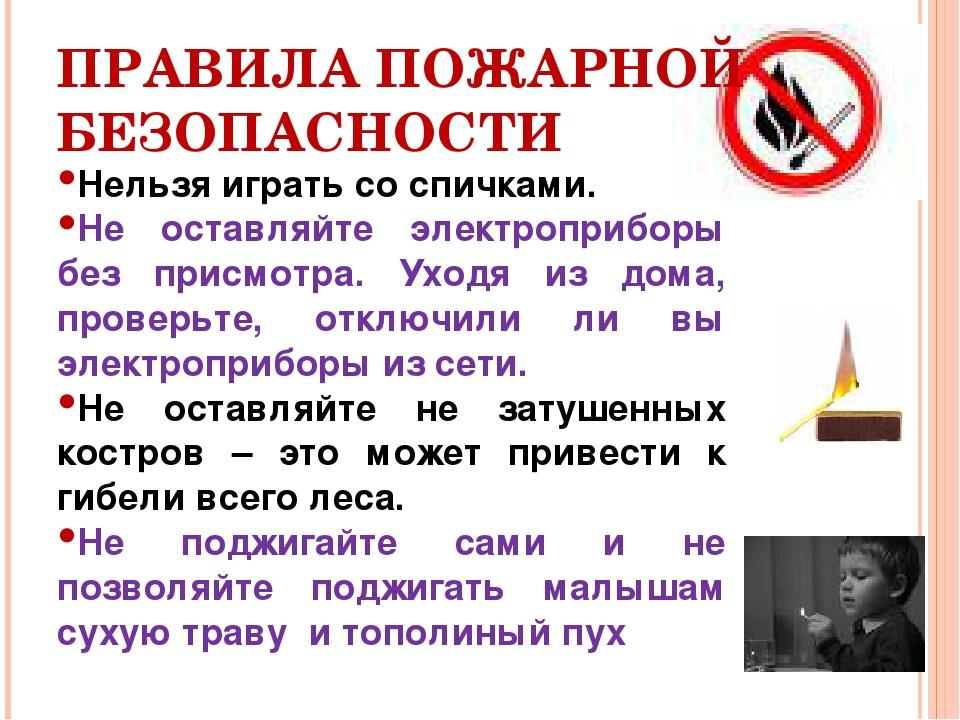 ПРАВИЛА ПОЖАРНОЙ
БЕЗОПАСНОСТИ
•Нельзя играть со спичками.
•Не оставляйте электроприборы
без присмотра. Уходя из дома,
проверьте, отключили ли вы
электроприборы из сети.
•Не оставляйте не затушенных
костров – это может привести к
гибели всего леса.
•Не поджигайте сами и не
позволяйте поджигать малышам
сухую траву и тополиный пух